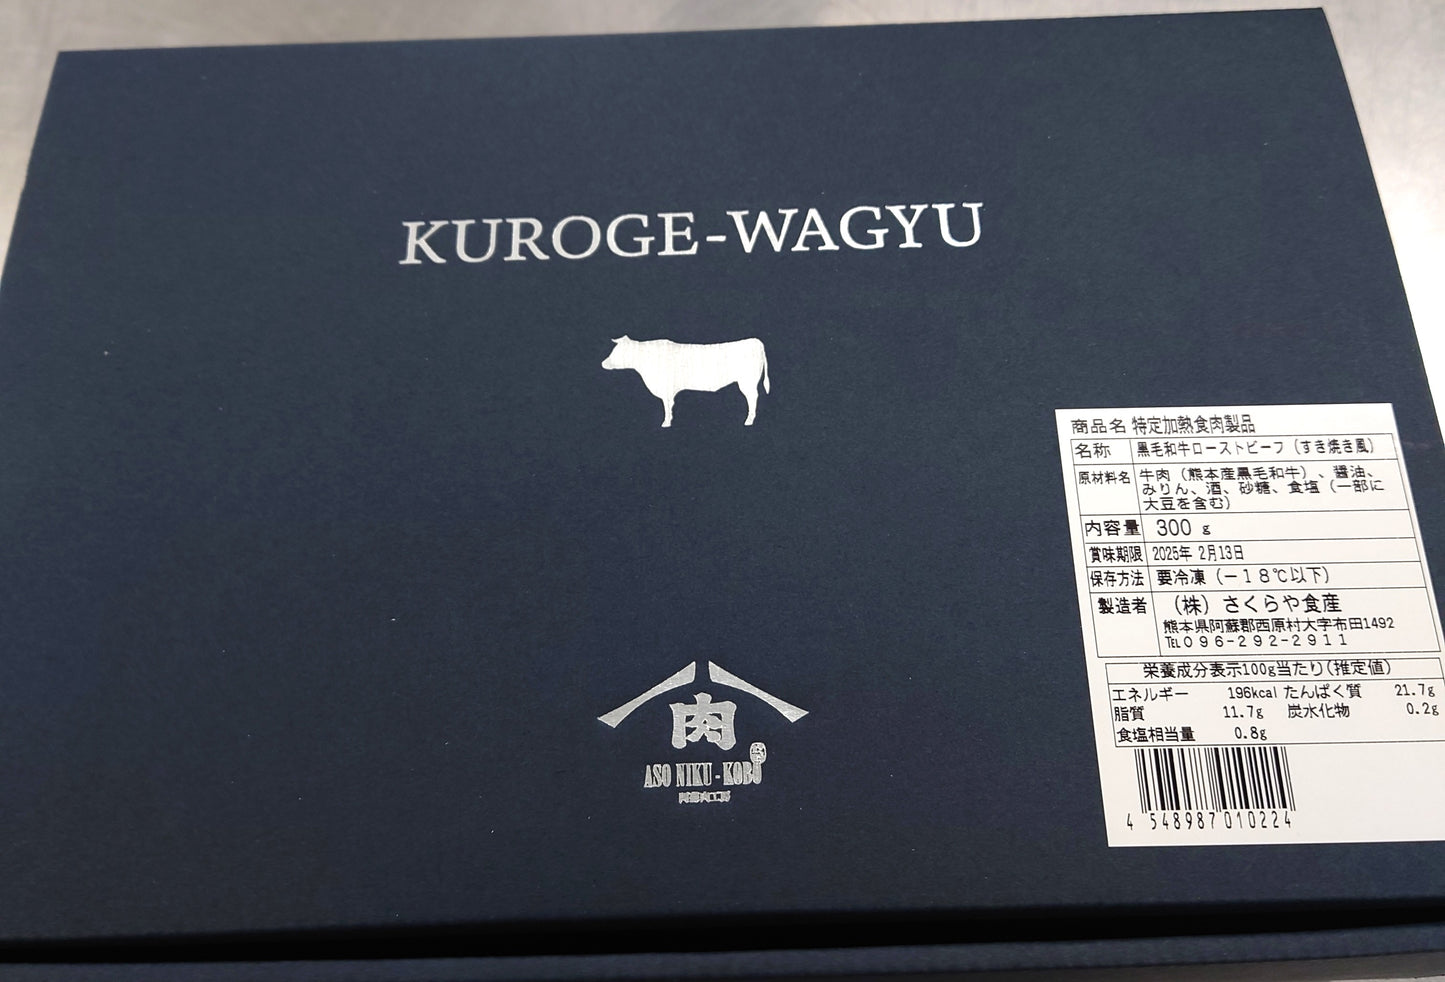 KUROGE-WAGYU
肉
ASO NIKU-KOBO
阿蘇肉工房
商品名 特定加熱食肉製品
名称 黒毛和牛ローストビーフ（すき焼き風）
原材料名 牛肉（熊本産黒毛和牛）、醤油、
みりん、酒、砂糖、食塩（一部に
大豆を含む）
内容量 300 g
賞味期限 2025年 2月13日
保存方法 要冷凍（－18℃以下）
製造者 （株）さくらや食産
熊本県阿蘇郡西原村大字布田1492
℡096-292-2911
栄養成分表示100g当たり(推定値)
エネルギー 196kcal たんぱく質 21.7g
脂質 11.7g 炭水化物 0.2g
食塩相当量 0.8g
4 548987 010224